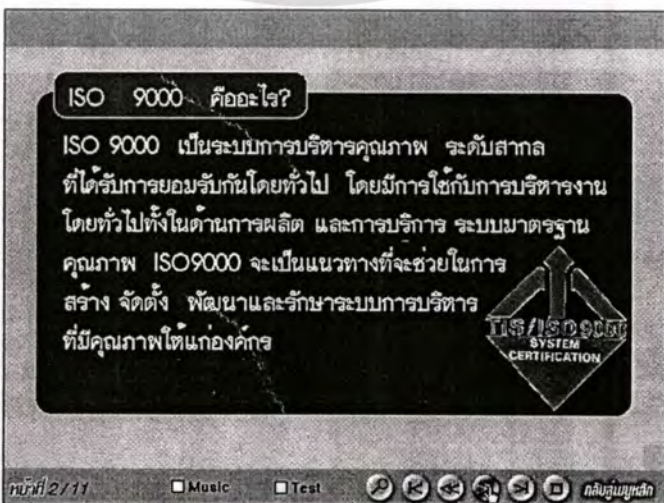 ISO 9000 คืออะไร?
ISO 9000 เป็นระบบการบริหารคุณภาพ ระดับสากล
ที่ได้รับการยอมรับกันโดยทั่วไป โดยมีการใช้กับการบริหารงาน
โดยทั่วไปทั้งในด้านการผลิต และการบริการ ระบบมาตรฐาน
คุณภาพ ISO9000 จะเป็นแนวทางที่จะช่วยในการ
สร้าง จัดตั้ง พัฒนาและรักษาระบบการบริหาร
ที่มีคุณภาพให้แก่องค์กร
TIS/ISO 9000
SYSTEM
CERTIFICATION
หน้าที่ 2/11 Music Test กลับสู่เมนูหลัก